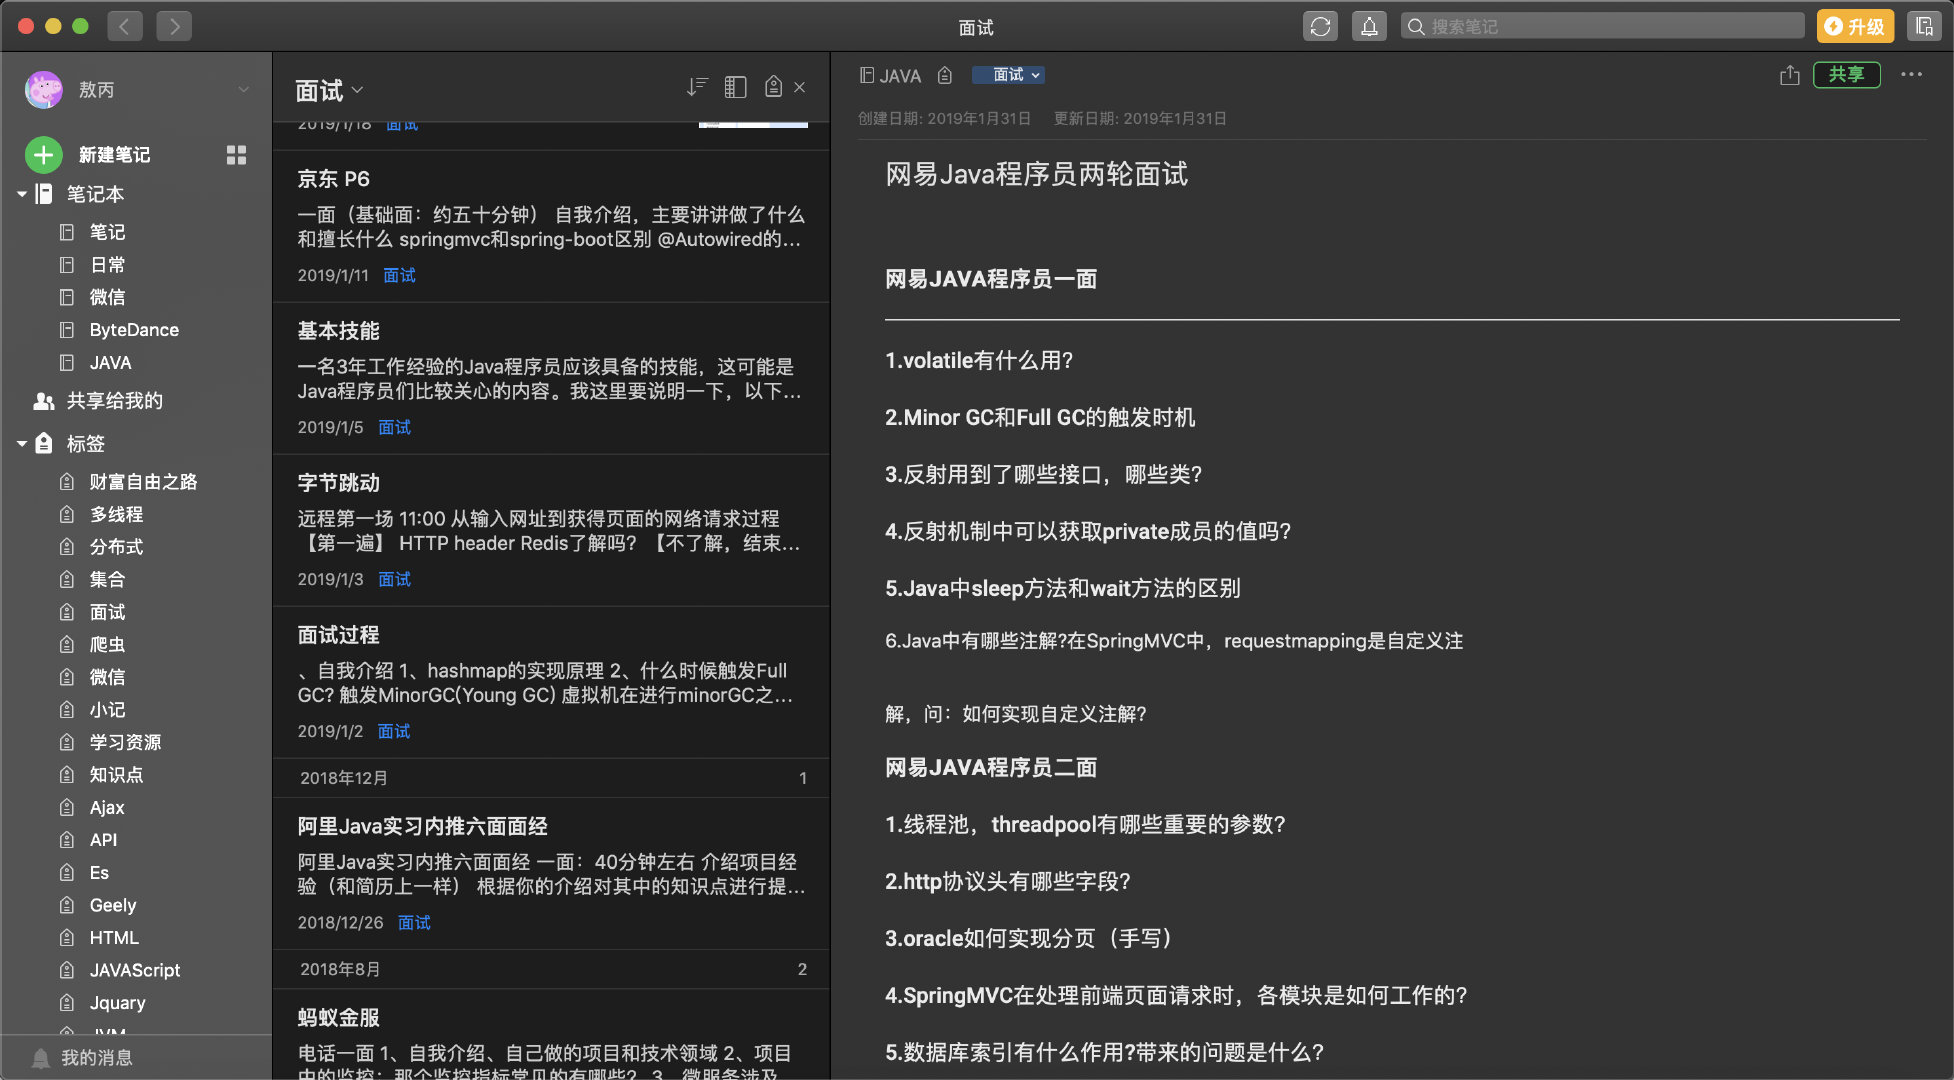 面试
搜索笔记
升级
敖丙
新建笔记
笔记本
笔记
日常
微信
ByteDance
JAVA
共享给我的
标签
财富自由之路
多线程
分布式
集合
面试
爬虫
微信
小记
学习资源
知识点
Ajax
API
Es
Geely
HTML
JAVAScript
Jquary
JVM
我的消息
面试
2019/1/18 面试
京东 P6
一面（基础面：约五十分钟） 自我介绍，主要讲讲做了什么
和擅长什么 springmvc和spring-boot区别 @Autowired的...
2019/1/11 面试
基本技能
一名3年工作经验的Java程序员应该具备的技能，这可能是
Java程序员们比较关心的内容。我这里要说明一下，以下...
2019/1/5 面试
字节跳动
远程第一场 11:00 从输入网址到获得页面的网络请求过程
【第一遍】 HTTP header Redis了解吗？【不了解，结束...
2019/1/3 面试
面试过程
、自我介绍 1、hashmap的实现原理 2、什么时候触发Full
GC? 触发MinorGC(Young GC) 虚拟机在进行minorGC之...
2019/1/2 面试
2018年12月 1
阿里Java实习内推六面面经
阿里Java实习内推六面面经 一面：40分钟左右 介绍项目经
验（和简历上一样） 根据你的介绍对其中的知识点进行提...
2018/12/26 面试
2018年8月 2
蚂蚁金服
电话一面 1、自我介绍、自己做的项目和技术领域 2、项目
中的监控：那个监控指标常见的有哪些？ 3、微服务涉及
JAVA 面试 共享
创建日期: 2019年1月31日 更新日期: 2019年1月31日
网易Java程序员两轮面试
网易JAVA程序员一面
1.volatile有什么用?
2.Minor GC和Full GC的触发时机
3.反射用到了哪些接口，哪些类?
4.反射机制中可以获取private成员的值吗?
5.Java中sleep方法和wait方法的区别
6.Java中有哪些注解?在SpringMVC中，requestmapping是自定义注
解，问：如何实现自定义注解?
网易JAVA程序员二面
1.线程池，threadpool有哪些重要的参数?
2.http协议头有哪些字段?
3.oracle如何实现分页（手写）
4.SpringMVC在处理前端页面请求时，各模块是如何工作的?
5.数据库索引有什么作用?带来的问题是什么?